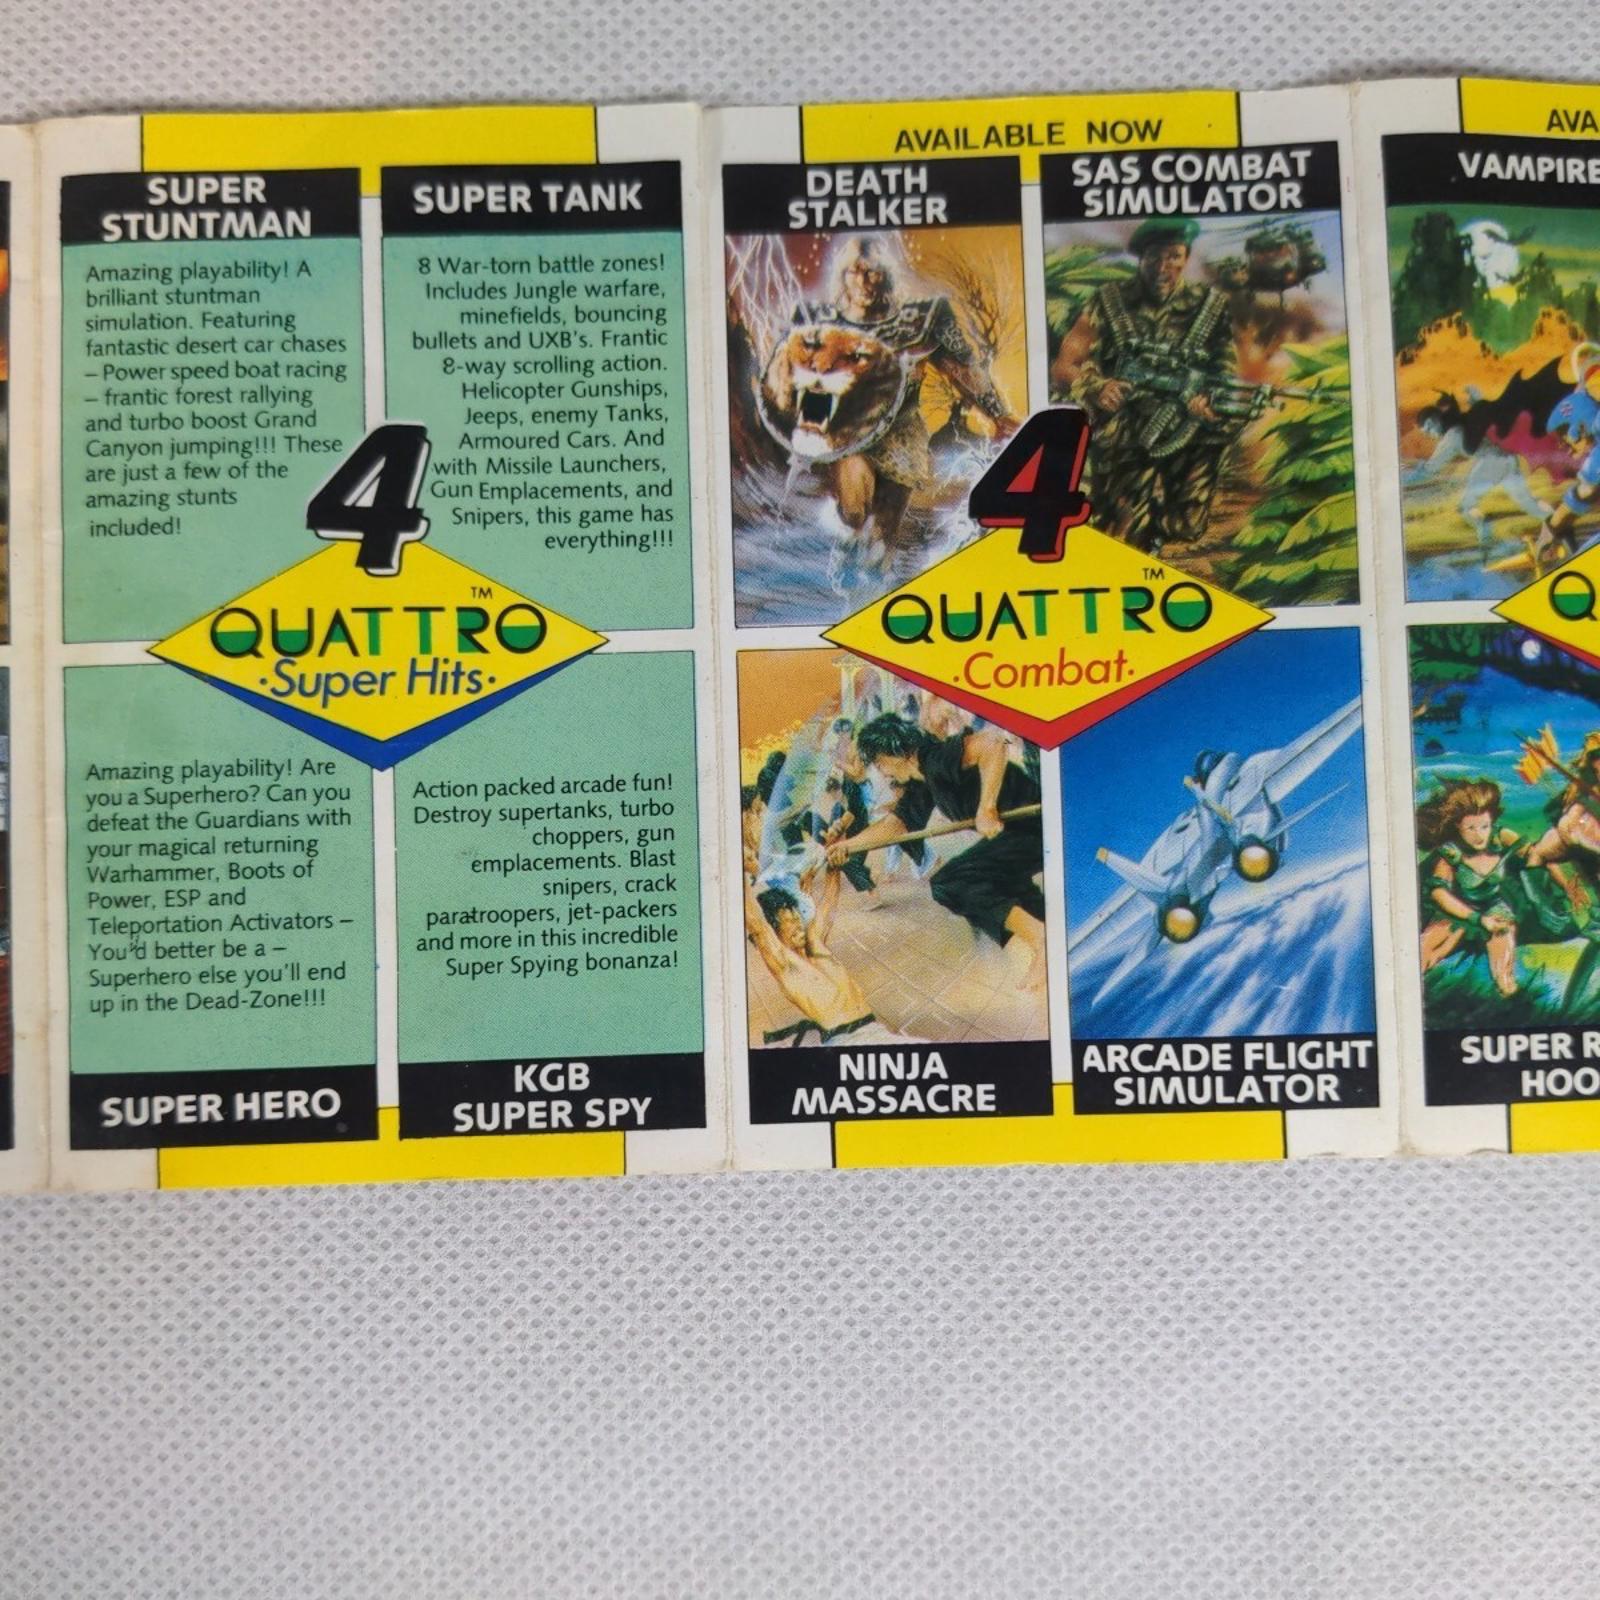 SUPER
STUNTMAN
Amazing playability! A
brilliant stuntman
simulation. Featuring
fantastic desert car chases
– Power speed boat racing
– frantic forest rallying
and turbo boost Grand
Canyon jumping!!! These
are just a few of the
amazing stunts
included!
SUPER TANK
8 War-torn battle zones!
Includes Jungle warfare,
minefields, bouncing
bullets and UXB's. Frantic
8-way scrolling action.
Helicopter Gunships,
Jeeps, enemy Tanks,
Armoured Cars. And
with Missile Launchers,
Gun Emplacements, and
Snipers, this game has
everything!!!
4
QUATTRO TM
·Super Hits·
Amazing playability! Are
you a Superhero? Can you
defeat the Guardians with
your magical returning
Warhammer, Boots of
Power, ESP and
Teleportation Activators –
You'd better be a –
Superhero else you'll end
up in the Dead-Zone!!!
SUPER HERO
Action packed arcade fun!
Destroy supertanks, turbo
choppers, gun
emplacements. Blast
snipers, crack
paratroopers, jet-packers
and more in this incredible
Super Spying bonanza!
KGB
SUPER SPY
AVAILABLE NOW
DEATH
STALKER
SAS COMBAT
SIMULATOR
4
QUATTRO TM
·Combat·
NINJA
MASSACRE
ARCADE FLIGHT
SIMULATOR
AVA
VAMPIRE
Q
SUPER R
HOO